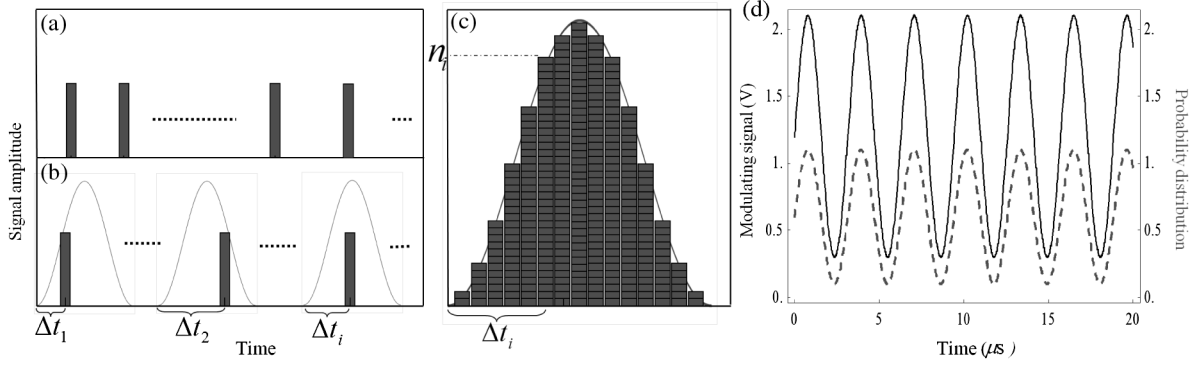 (a)
(b)
Signal amplitude
Δt1
Δt2
Δti
Time
(c)
ni
Δti
(d)
Modulating signal (V)
2.
1.5
1.
0.5
0.
0 5 10 15 20
Time (μs )
2.
1.5
1.
0.5
0.
Probability distribution